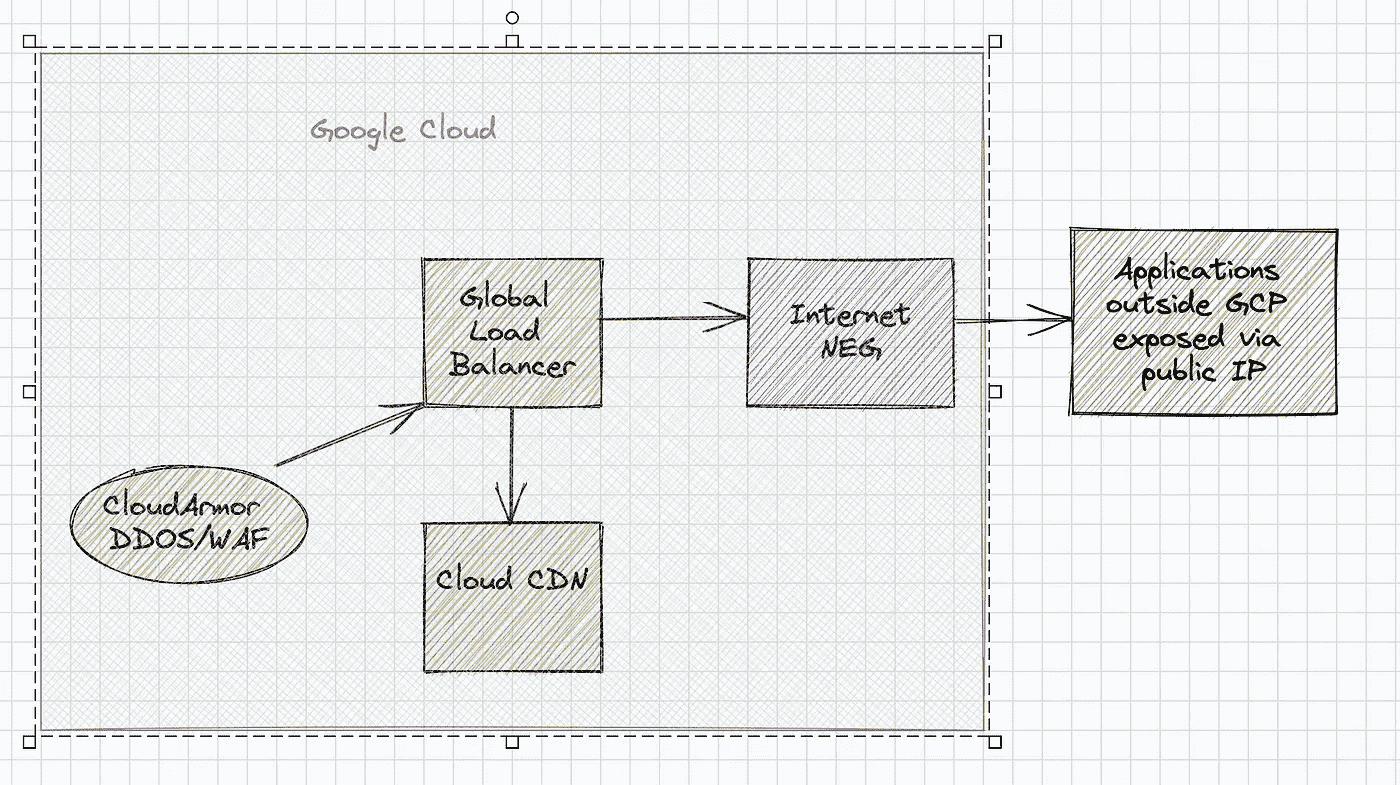 Google Cloud
Global
Load
Balancer
Internet
NEG
Applications
outside GCP
exposed via
public IP
CloudArmor
DDOS/WAF
Cloud CDN